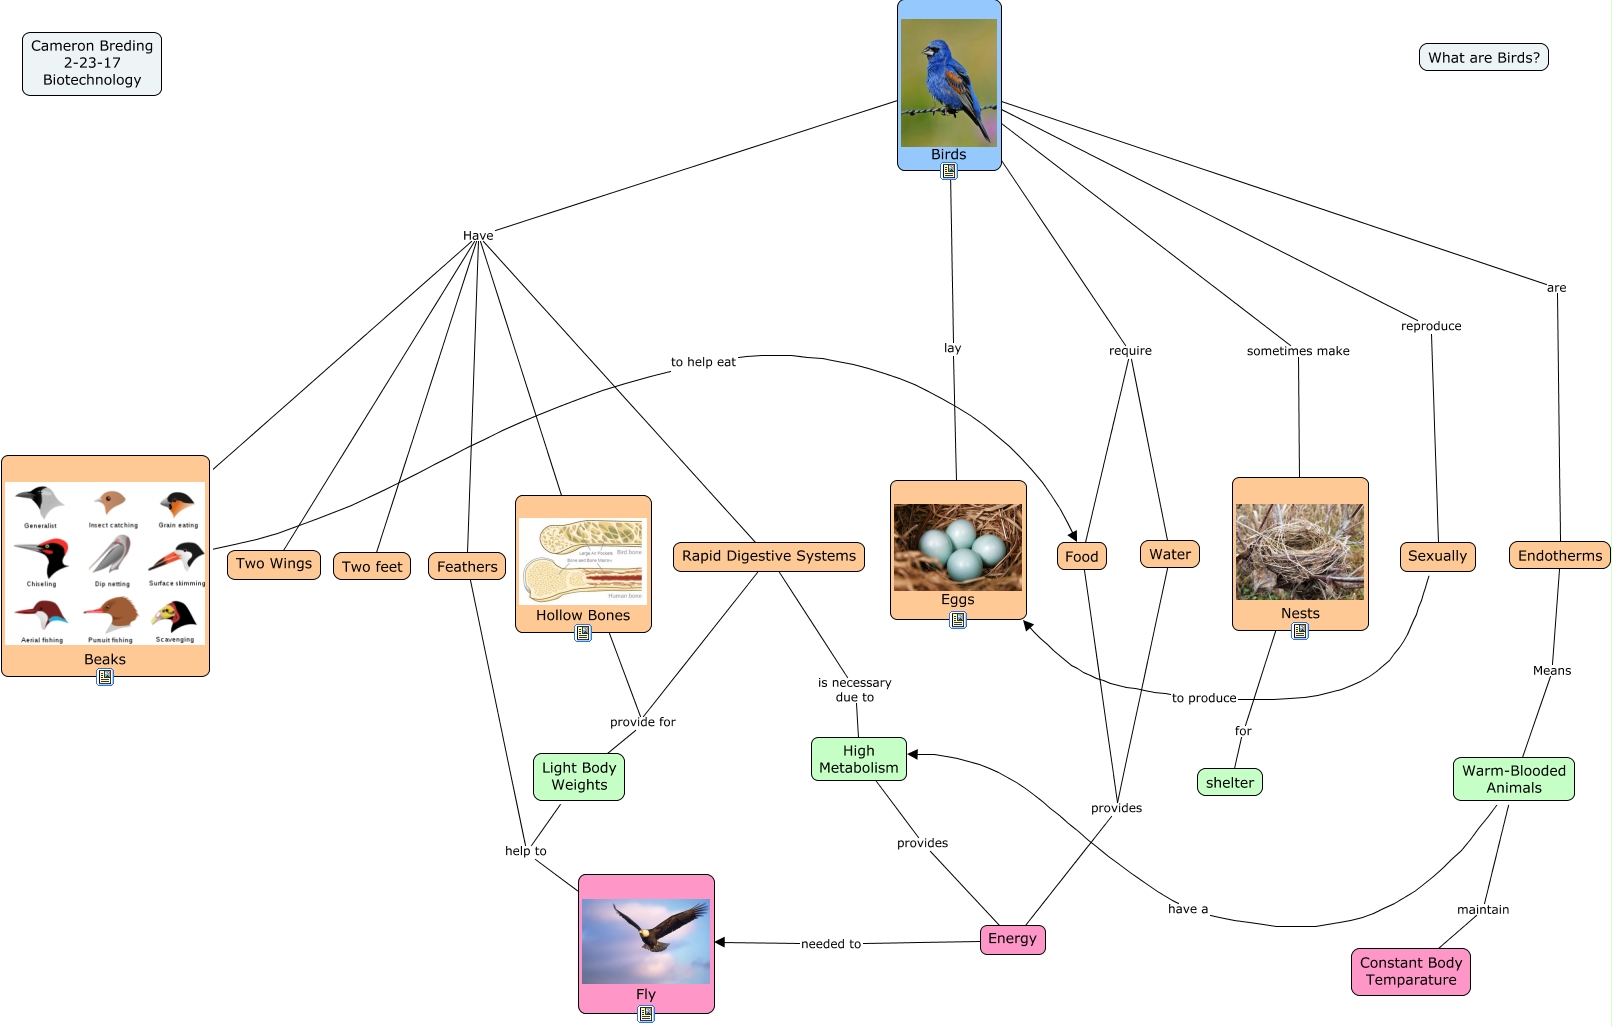 Cameron Breding
2-23-17
Biotechnology
What are Birds?
Birds
Have
are
reproduce
lay
require
sometimes make
to help eat
Generalist
Insect catching
Grain eating
Chiseling
Dip netting
Surface skimming
Aerial fishing
Pursuit fishing
Scavenging
Beaks
Two Wings
Two feet
Feathers
Large Air Pockets
Bird bone
Bone and Bone Marrow
Human bone
Hollow Bones
Rapid Digestive Systems
Eggs
Food
Water
Nests
Sexually
Endotherms
is necessary
due to
to produce
Means
provide for
for
Light Body
Weights
High
Metabolism
shelter
Warm-Blooded
Animals
provides
provides
help to
have a
maintain
needed to
Energy
Fly
Constant Body
Temparature